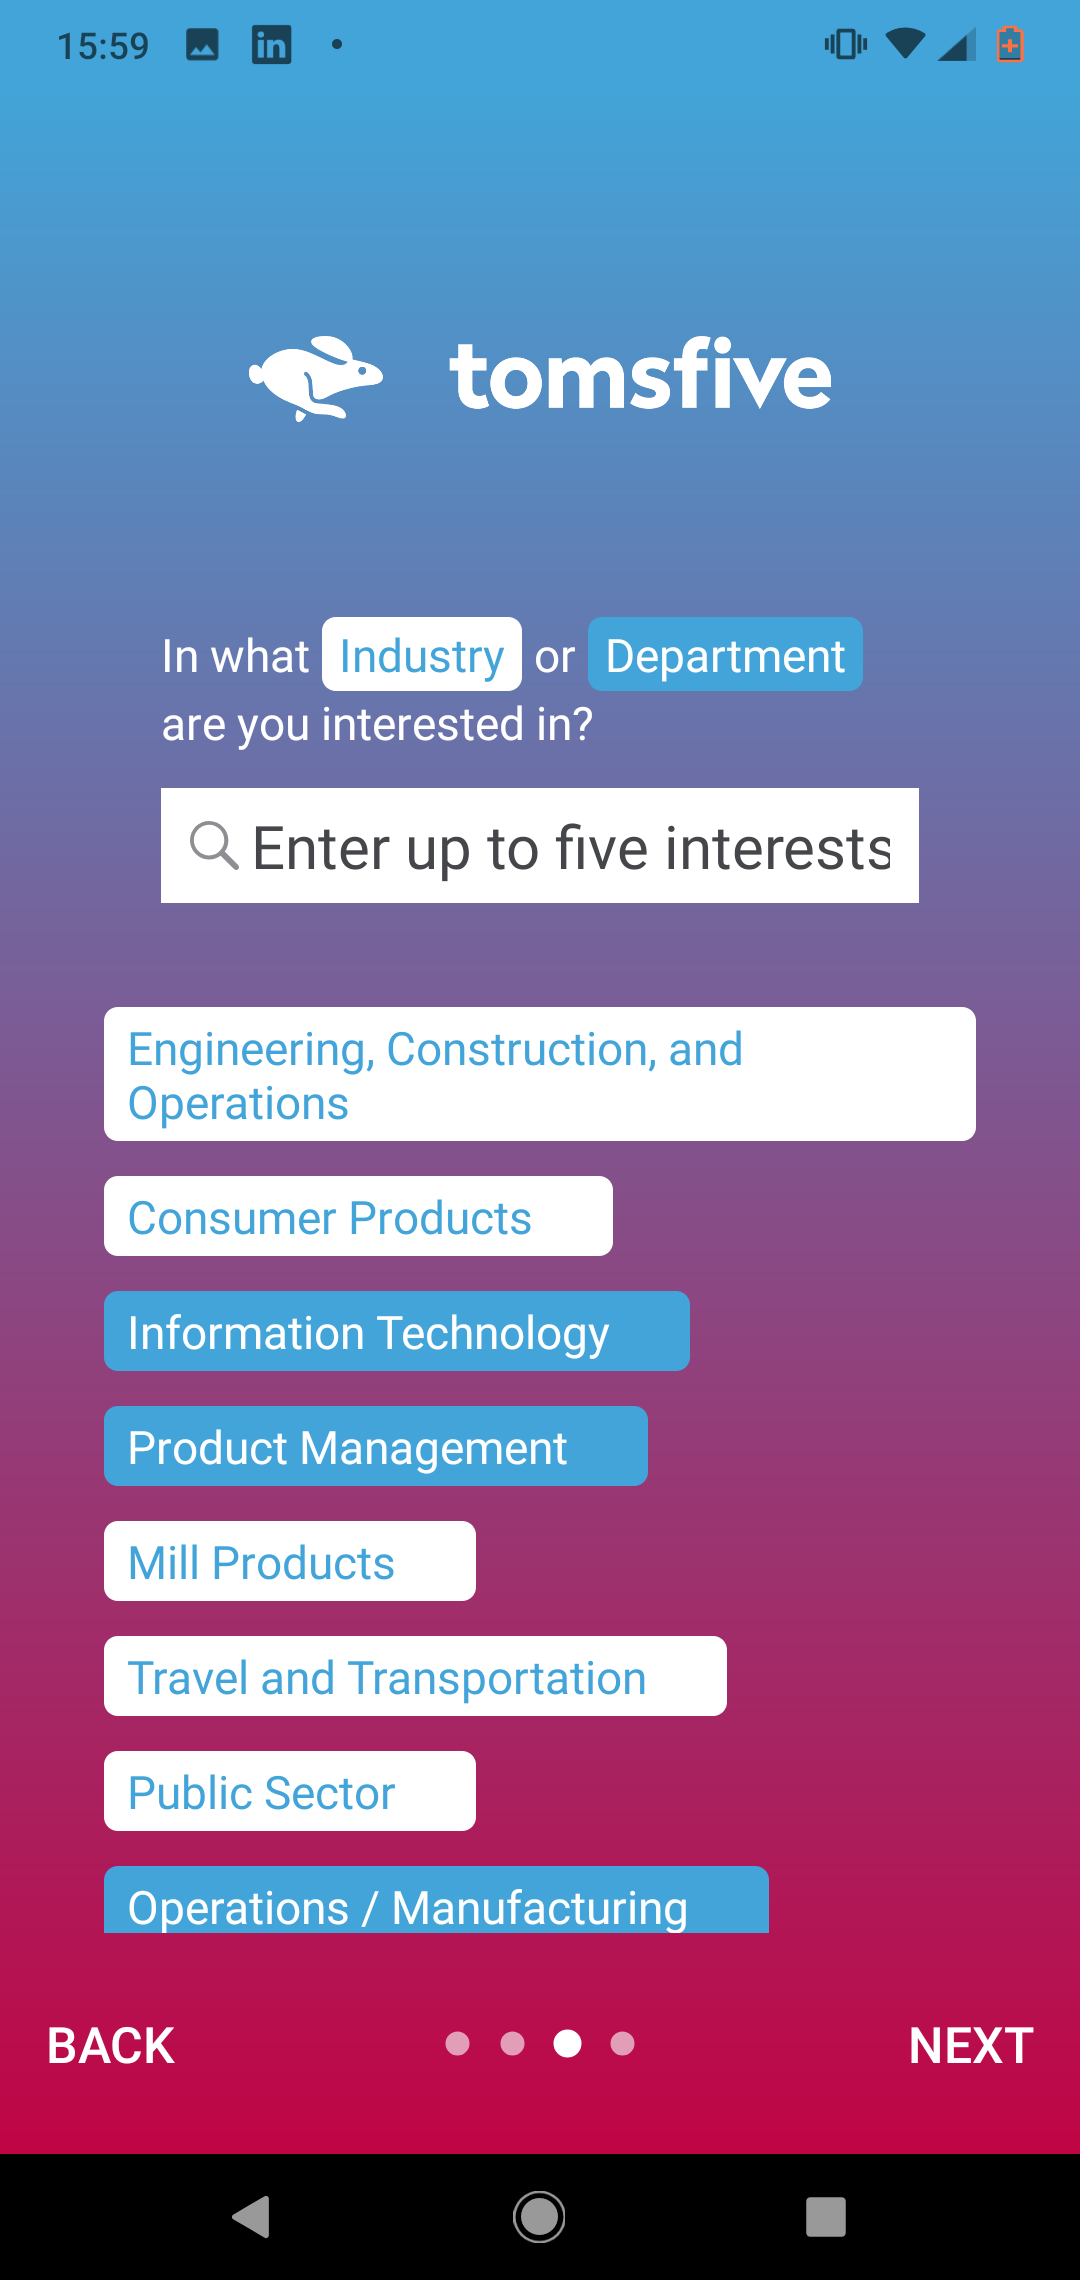 15:59
tomsfive
In what Industry or Department
are you interested in?
Enter up to five interests
Engineering, Construction, and
Operations
Consumer Products
Information Technology
Product Management
Mill Products
Travel and Transportation
Public Sector
Operations / Manufacturing
BACK NEXT